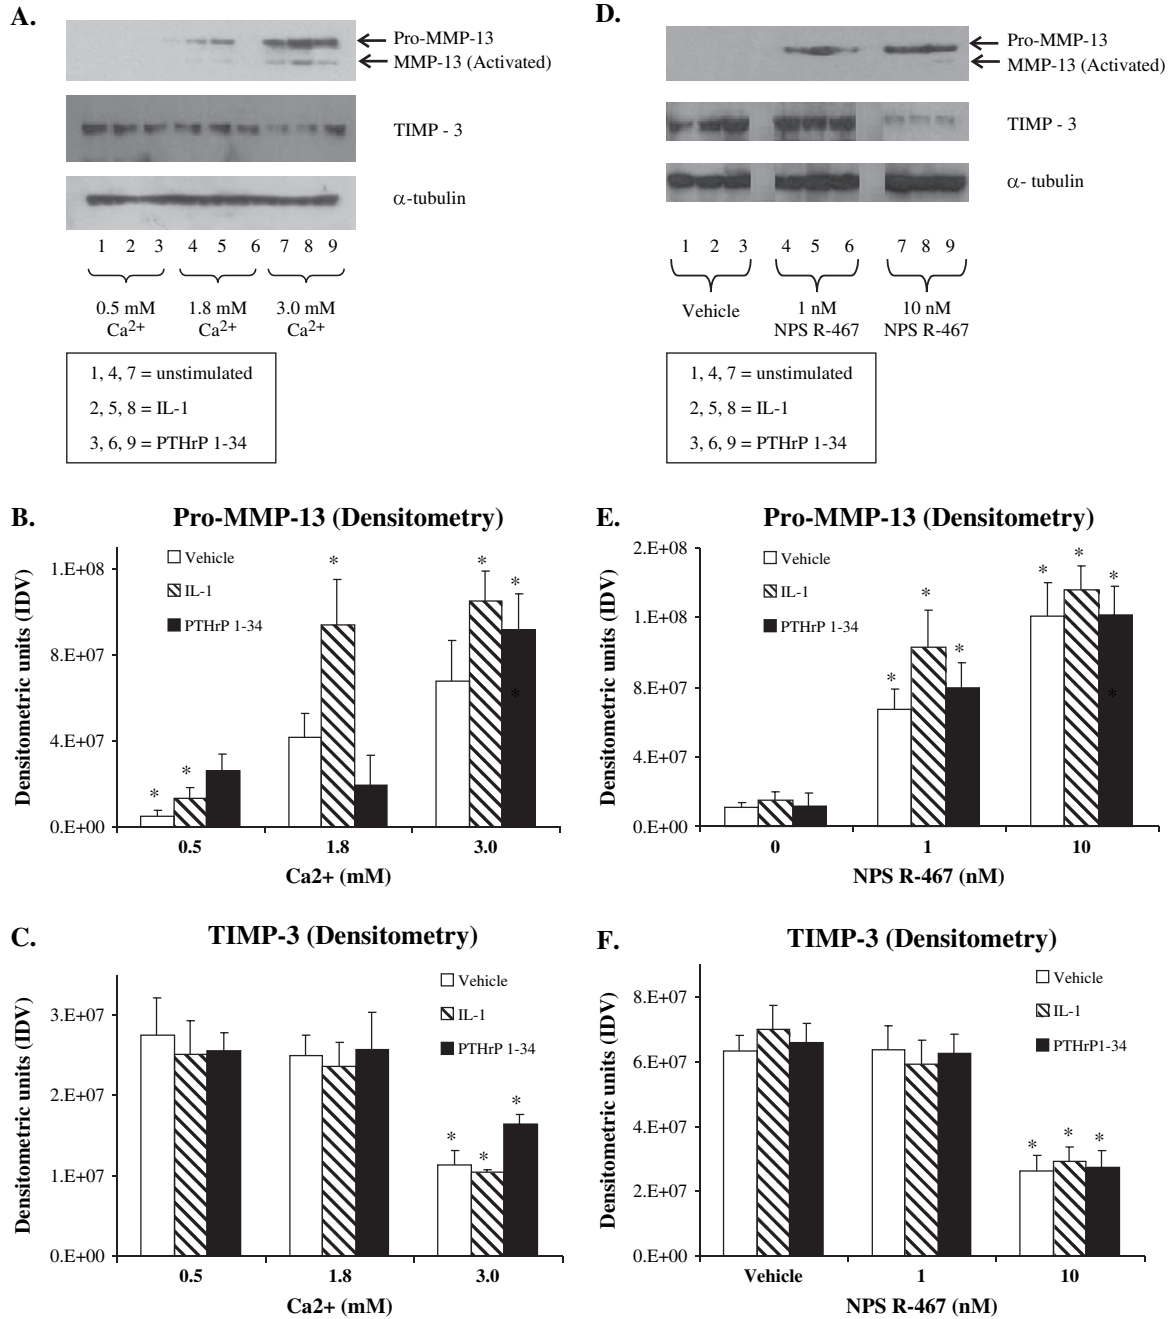 A.
Pro-MMP-13
MMP-13 (Activated)
TIMP - 3
α-tubulin
1 2 3 4 5 6 7 8 9
0.5 mM Ca2+
1.8 mM Ca2+
3.0 mM Ca2+
1, 4, 7 = unstimulated
2, 5, 8 = IL-1
3, 6, 9 = PTHrP 1-34
D.
Pro-MMP-13
MMP-13 (Activated)
TIMP - 3
α- tubulin
1 2 3 4 5 6 7 8 9
Vehicle
1 nM NPS R-467
10 nM NPS R-467
1, 4, 7 = unstimulated
2, 5, 8 = IL-1
3, 6, 9 = PTHrP 1-34
B.
Pro-MMP-13 (Densitometry)
Densitometric units (IDV)
1.E+08
8.E+07
4.E+07
0.E+00
Vehicle
IL-1
PTHrP 1-34
* * * * * *
0.5 1.8 3.0
Ca2+ (mM)
E.
Pro-MMP-13 (Densitometry)
Densitometric units (IDV)
2.E+08
1.E+08
8.E+07
4.E+07
0.E+00
Vehicle
IL-1
PTHrP 1-34
* * * * * * *
0 1 10
NPS R-467 (nM)
C.
TIMP-3 (Densitometry)
Densitometric units (IDV)
3.E+07
2.E+07
1.E+07
0.E+00
Vehicle
IL-1
PTHrP 1-34
* * *
0.5 1.8 3.0
Ca2+ (mM)
F.
TIMP-3 (Densitometry)
Densitometric units (IDV)
8.E+07
6.E+07
4.E+07
2.E+07
0.E+00
Vehicle
IL-1
PTHrP1-34
* * *
Vehicle 1 10
NPS R-467 (nM)